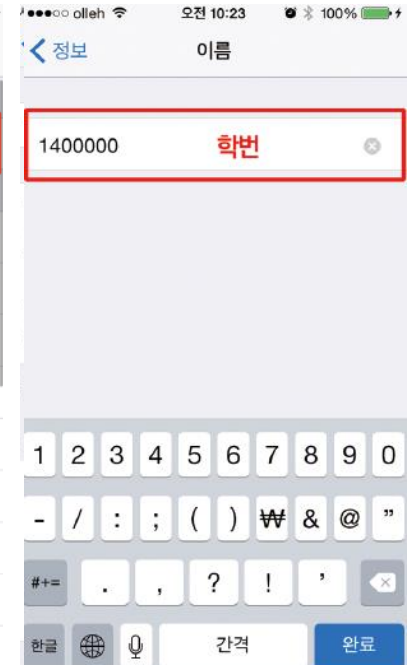 olleh 오전 10:23 100%
정보 이름
1400000 학번
1 2 3 4 5 6 7 8 9 0
- / : ; ( ) ₩ & @ ”
#+= . , ? ! ’
한글 간격 완료